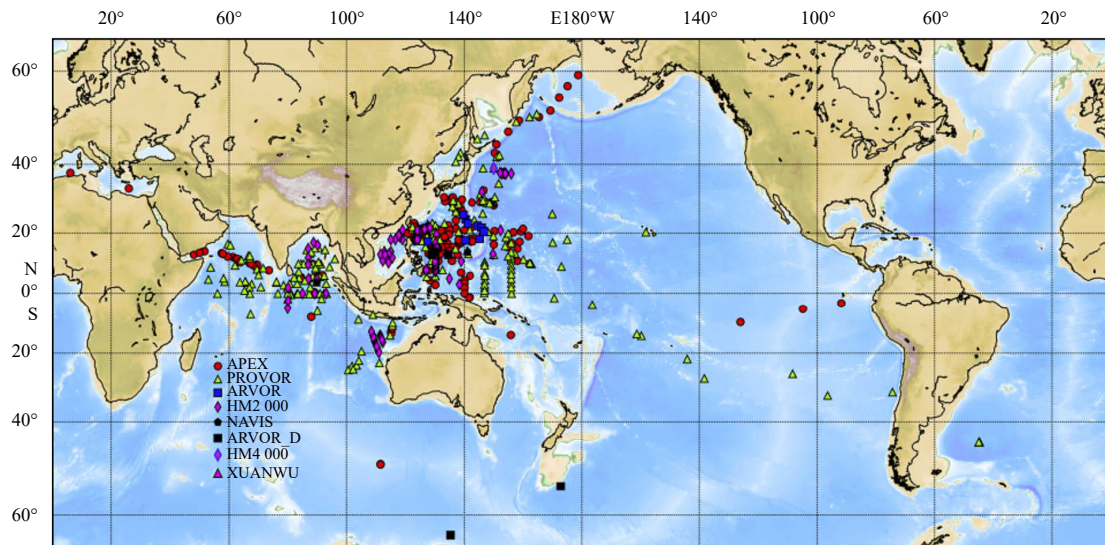 20° 60° 100° 140° E180°W 140° 100° 60° 20°
60°
40°
20°
N
0°
S
20°
40°
60°
APEX
PROVOR
ARVOR
HM2 000
NAVIS
ARVOR_D
HM4 000
XUANWU